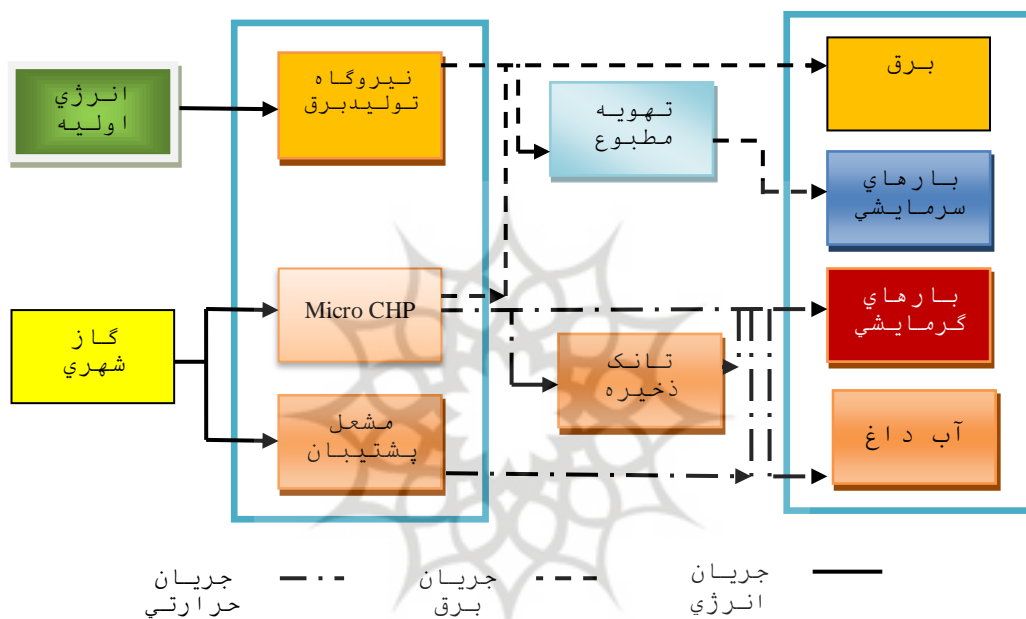 انرژي
اوليه
نيروگاه
توليدبرق
برق
تهويه
مطبوع
بارهاي
سرمايشي
گاز
شهري
Micro CHP
بارهاي
گرمايشي
تانک
ذخيره
مشعل
پشتيبان
آب داغ
جريان
انرژي
جريان
برق
جريان
حرارتي